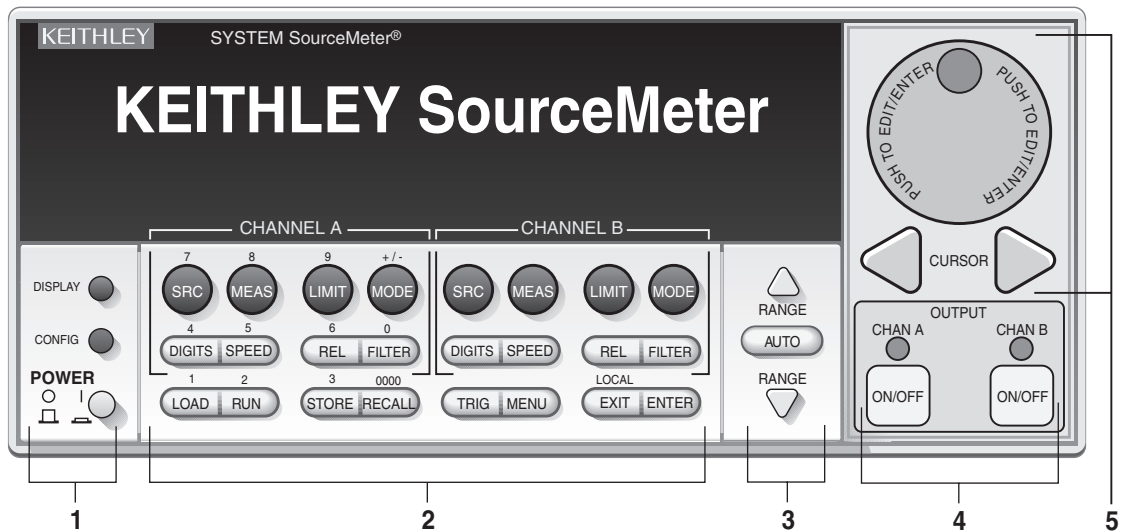 KEITHLEY SYSTEM SourceMeter®
KEITHLEY SourceMeter
PUSH TO EDIT/ENTER
PUSH TO EDIT/ENTER
CHANNEL A CHANNEL B
7 8 9 +/-
DISPLAY
SRC MEAS LIMIT MODE SRC MEAS LIMIT MODE
CURSOR
RANGE
OUTPUT
CHAN A CHAN B
4 5 6 0
CONFIG
DIGITS SPEED REL FILTER DIGITS SPEED REL FILTER
AUTO
POWER
1 2 3 0000 LOCAL
RANGE
LOAD RUN STORE RECALL TRIG MENU EXIT ENTER
ON/OFF ON/OFF
1 2 3 4 5